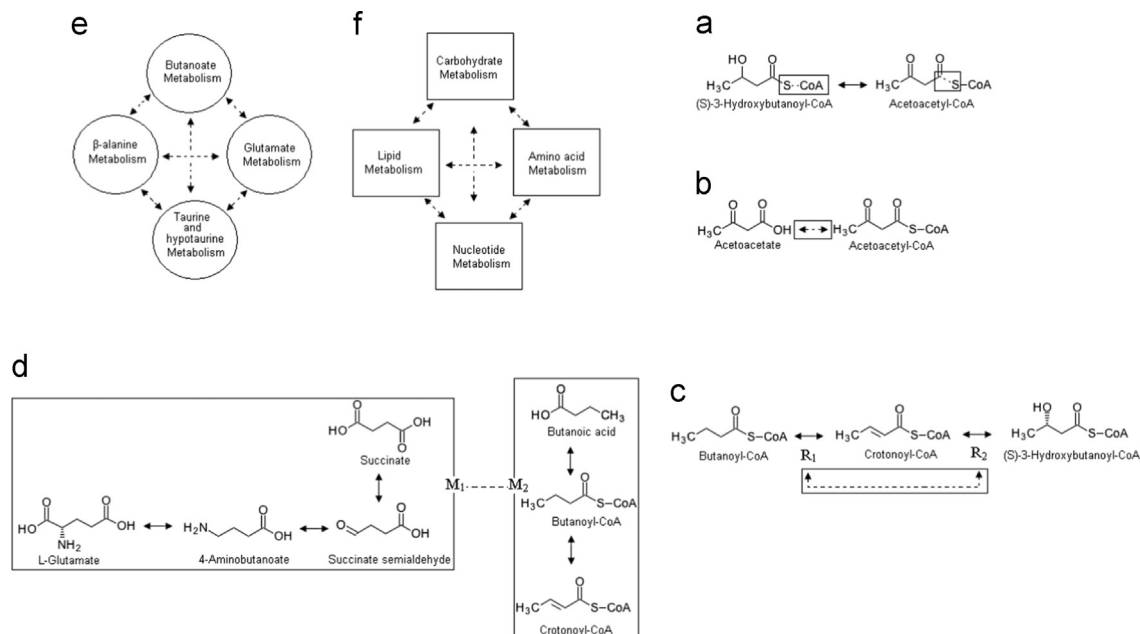 e
Butanoate
Metabolism
β-alanine
Metabolism
Glutamate
Metabolism
Taurine
and
hypotaurine
Metabolism
f
Carbohydrate
Metabolism
Lipid
Metabolism
Amino acid
Metabolism
Nucleotide
Metabolism
a
HO
O
H₃C
S
CoA
(S)-3-Hydroxybutanoyl-CoA
O
O
H₃C
S
CoA
Acetoacetyl-CoA
b
O
O
H₃C
OH
Acetoacetate
O
O
H₃C
S
CoA
Acetoacetyl-CoA
d
O
OH
HO
O
Succinate
O
HO
O
OH
NH₂
L-Glutamate
H₂N
O
OH
4-Aminobutanoate
O
O
OH
Succinate semialdehyde
M₁
M₂
O
HO
CH₃
Butanoic acid
O
H₃C
S-CoA
Butanoyl-CoA
O
H₃C
S-CoA
Crotonoyl-CoA
c
O
H₃C
S-CoA
Butanoyl-CoA
R₁
O
H₃C
S-CoA
Crotonoyl-CoA
R₂
HO
O
H₃C
S-CoA
(S)-3-Hydroxybutanoyl-CoA